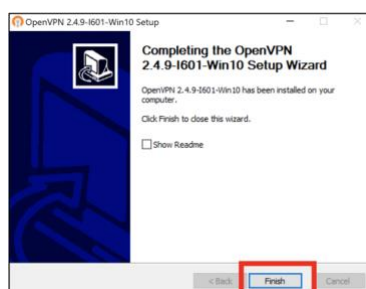 OpenVPN 2.4.9-I601-Win10 Setup
Completing the OpenVPN
2.4.9-I601-Win10 Setup Wizard
OpenVPN 2.4.9-I601-Win10 has been installed on your
computer.
Click Finish to close this wizard.
Show Readme
< Back
Finish
Cancel